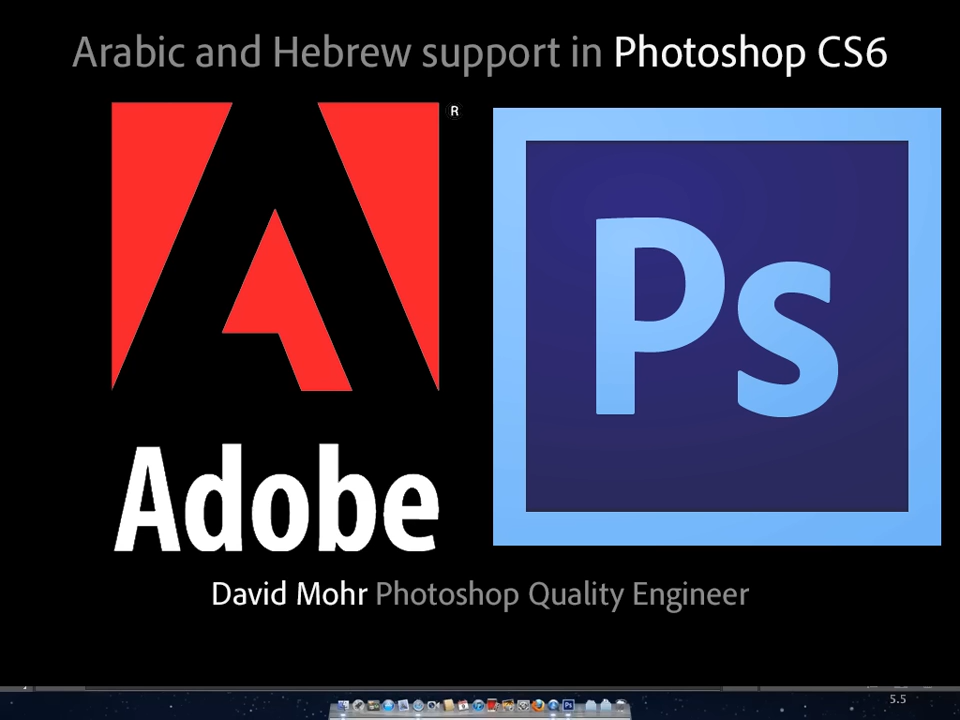 Arabic and Hebrew support in Photoshop CS6
®
Ps
Adobe
David Mohr Photoshop Quality Engineer
5.5